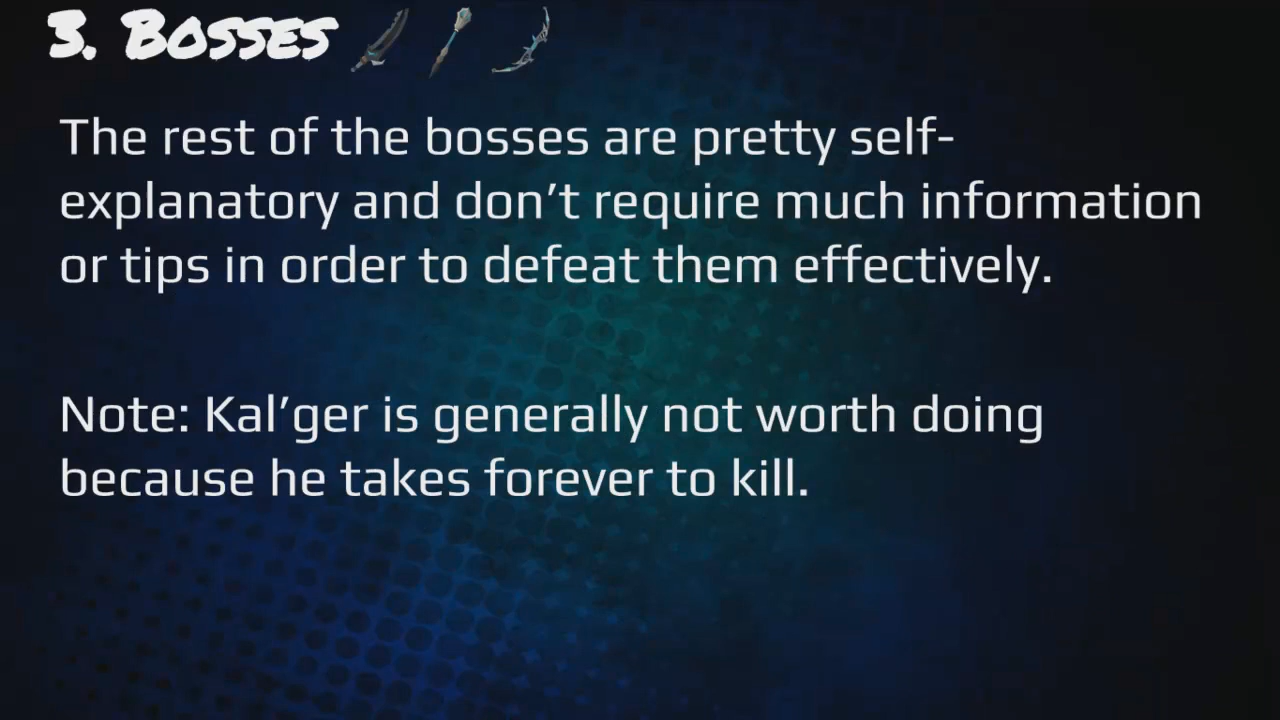 3. Bosses
The rest of the bosses are pretty self-
explanatory and don’t require much information
or tips in order to defeat them effectively.
Note: Kal’ger is generally not worth doing
because he takes forever to kill.